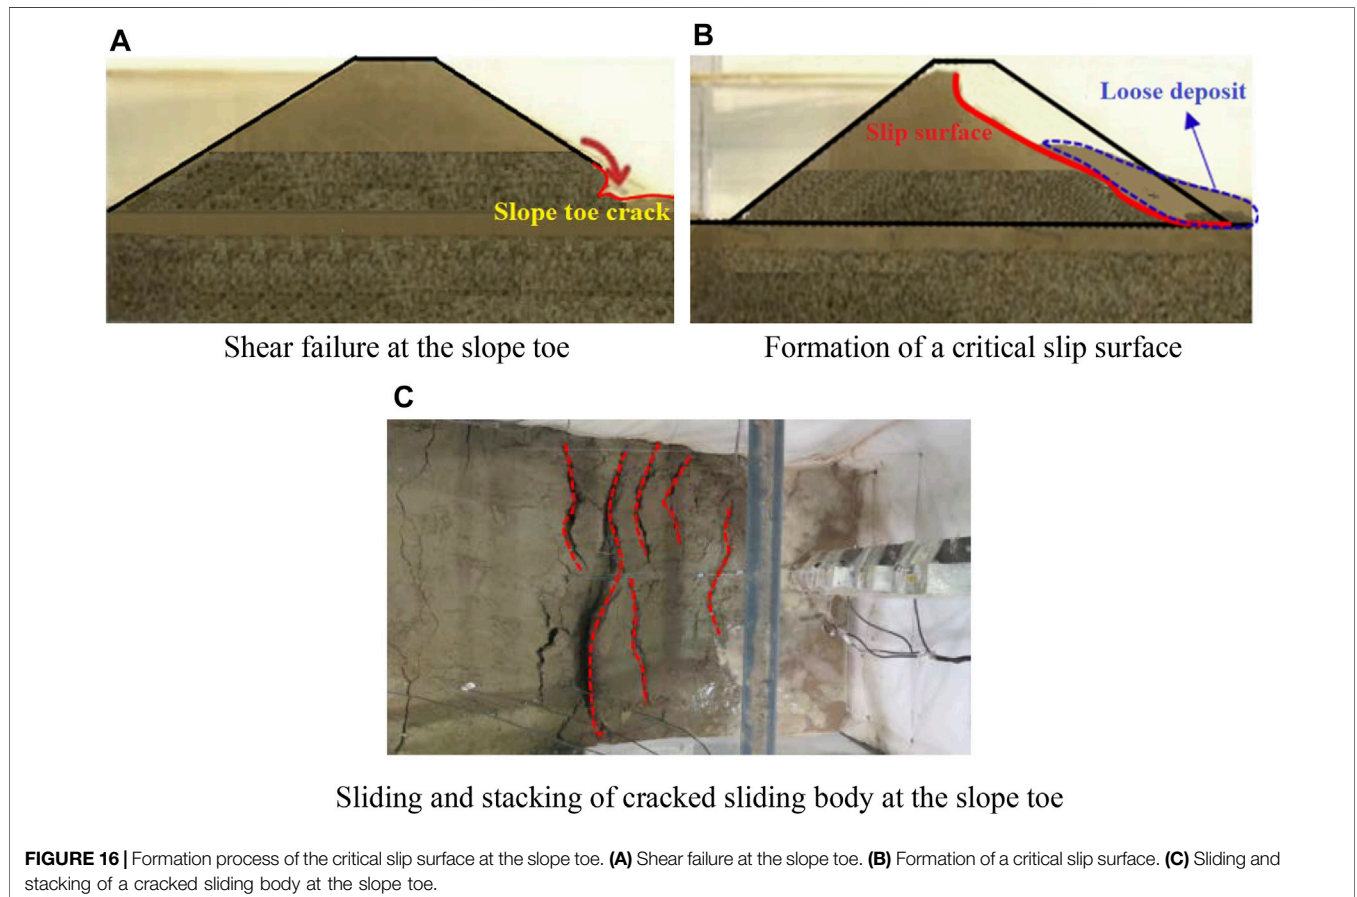 A
Slope toe crack
Shear failure at the slope toe
B
Loose deposit
Slip surface
Formation of a critical slip surface
C
Sliding and stacking of cracked sliding body at the slope toe
FIGURE 16 | Formation process of the critical slip surface at the slope toe. (A) Shear failure at the slope toe. (B) Formation of a critical slip surface. (C) Sliding and
stacking of a cracked sliding body at the slope toe.